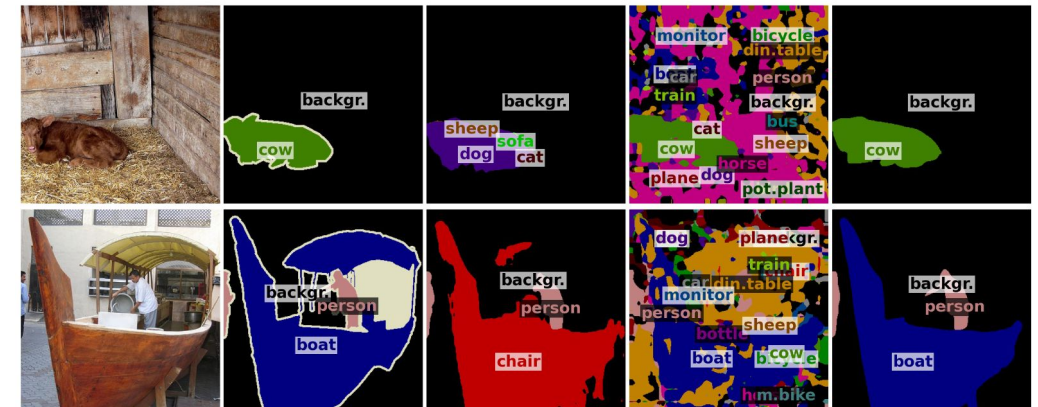 backgr.
cow
backgr.
sheep
sofa
dog
cat
monitor
bicycle
din.table
car
person
train
backgr.
bus
cat
cow
sheep
horse
plane
dog
pot.plant
backgr.
cow
backgr.
person
boat
backgr.
person
chair
dog
plane
kgr.
train
car
din.table
monitor
person
sheep
bottle
boat
cow
m.bike
backgr.
person
boat